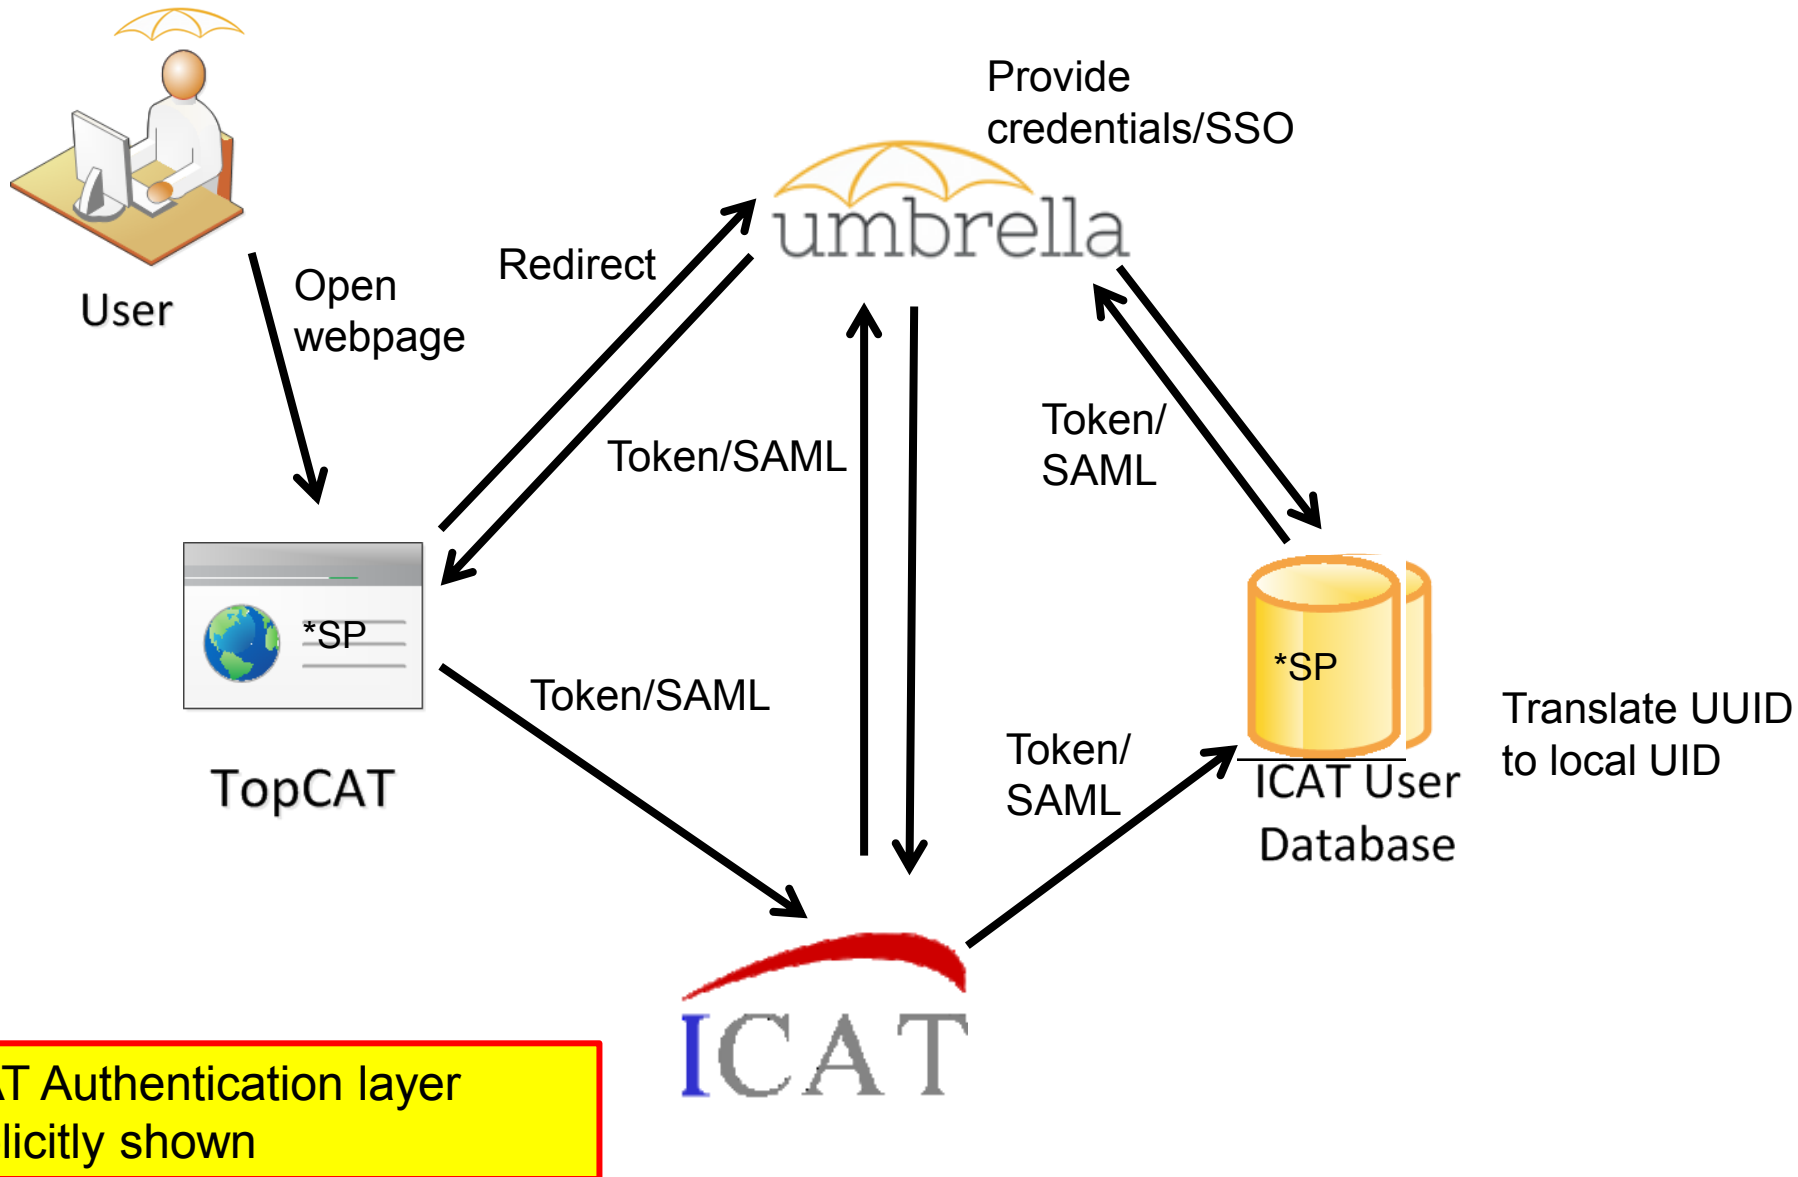 Provide
credentials/SSO
umbrella
User
Open
webpage
Redirect
Token/SAML
Token/
SAML
*SP
TopCAT
Token/SAML
Token/
SAML
*SP
ICAT User
Database
Translate UUID
to local UID
ICAT
Authentication layer
shown